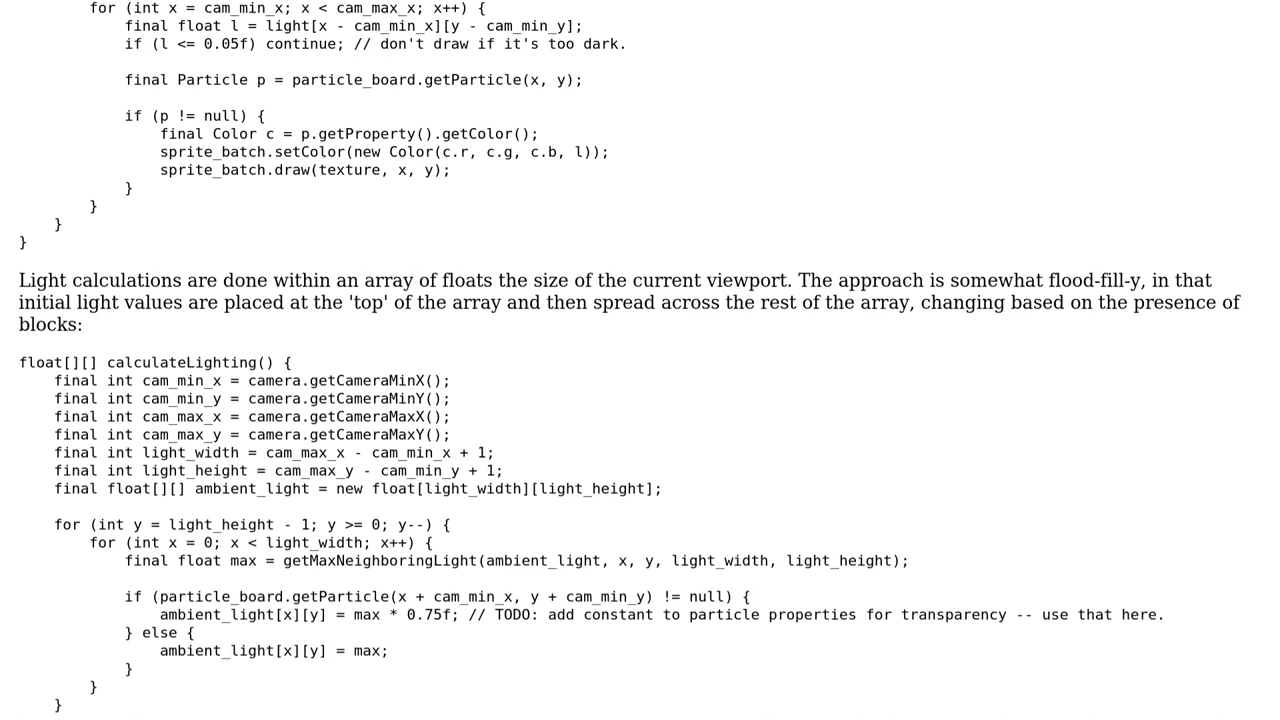 for (int x = cam_min_x; x < cam_max_x; x++) {
final float l = light[x - cam_min_x][y - cam_min_y];
if (l <= 0.05f) continue; // don't draw if it's too dark.
final Particle p = particle_board.getParticle(x, y);
if (p != null) {
final Color c = p.getProperty().getColor();
sprite_batch.setColor(new Color(c.r, c.g, c.b, l));
sprite_batch.draw(texture, x, y);
}
}
}
}
Light calculations are done within an array of floats the size of the current viewport. The approach is somewhat flood-fill-y, in that
initial light values are placed at the 'top' of the array and then spread across the rest of the array, changing based on the presence of
blocks:
float[][] calculateLighting() {
final int cam_min_x = camera.getCameraMinX();
final int cam_min_y = camera.getCameraMinY();
final int cam_max_x = camera.getCameraMaxX();
final int cam_max_y = camera.getCameraMaxY();
final int light_width = cam_max_x - cam_min_x + 1;
final int light_height = cam_max_y - cam_min_y + 1;
final float[][] ambient_light = new float[light_width][light_height];
for (int y = light_height - 1; y >= 0; y--) {
for (int x = 0; x < light_width; x++) {
final float max = getMaxNeighboringLight(ambient_light, x, y, light_width, light_height);
if (particle_board.getParticle(x + cam_min_x, y + cam_min_y) != null) {
ambient_light[x][y] = max * 0.75f; // TODO: add constant to particle properties for transparency -- use that here.
} else {
ambient_light[x][y] = max;
}
}
}